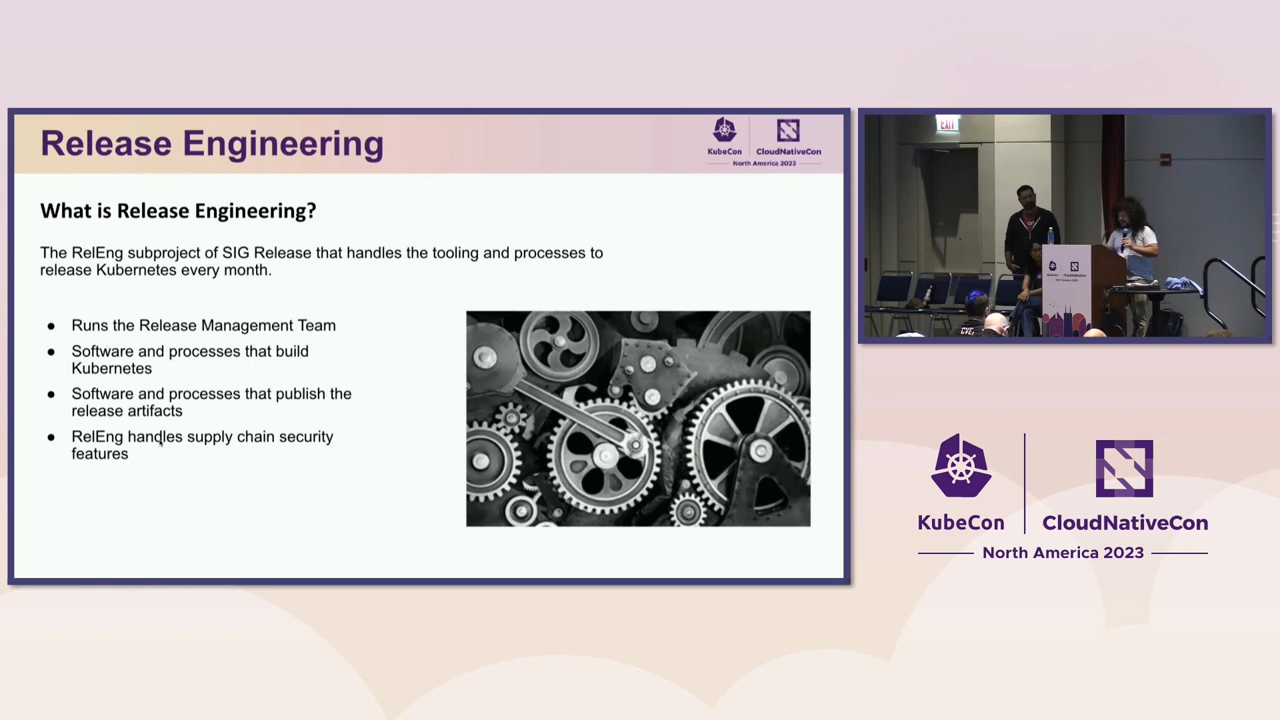 Release Engineering
KubeCon
CloudNativeCon
North America 2023
What is Release Engineering?
The RelEng subproject of SIG Release that handles the tooling and processes to
release Kubernetes every month.
● Runs the Release Management Team
● Software and processes that build
Kubernetes
● Software and processes that publish the
release artifacts
● RelEng handles supply chain security
features
EXIT
KubeCon
CloudNativeCon
North America 2023